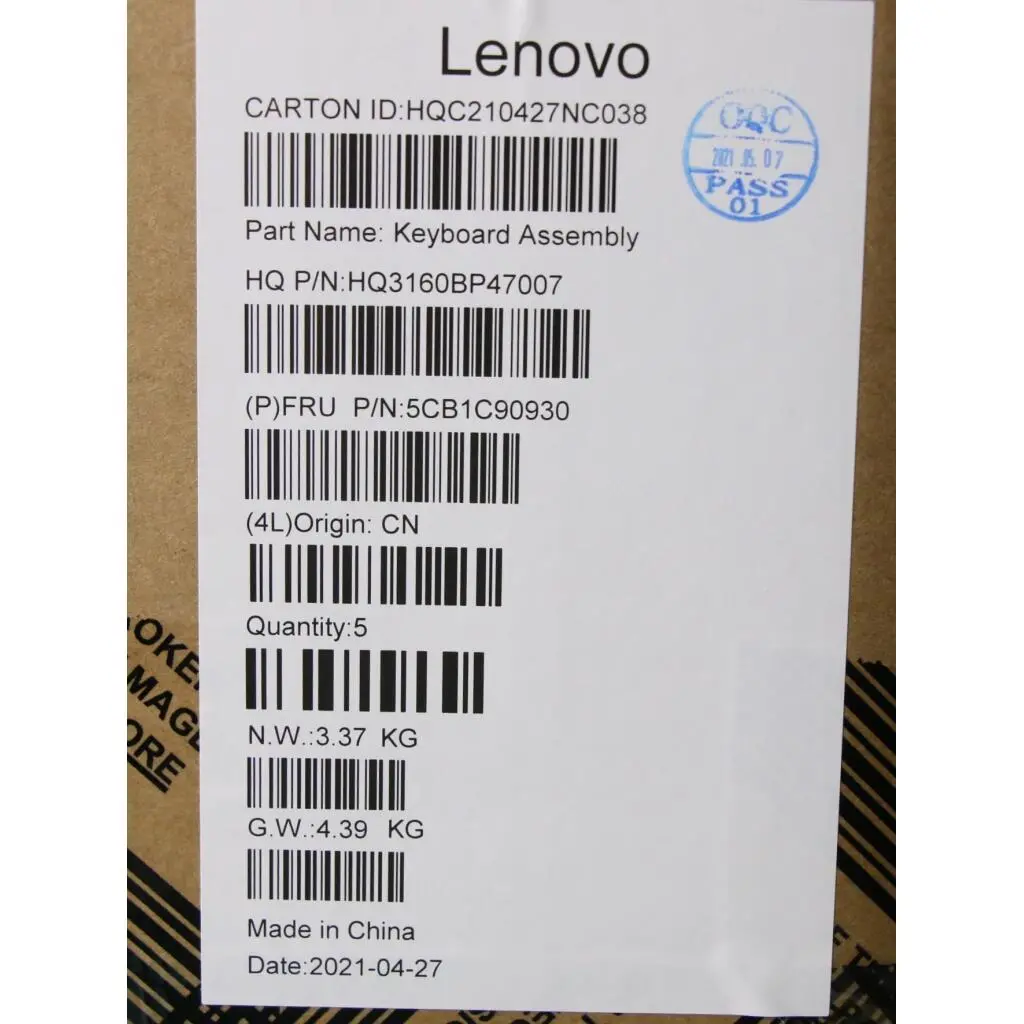 Lenovo
CARTON ID:HQC210427NC038
OQC
2021.05.07
PASS
01
Part Name: Keyboard Assembly
HQ P/N:HQ3160BP47007
(P)FRU P/N:5CB1C90930
(4L)Origin: CN
Quantity:5
N.W.:3.37 KG
G.W.:4.39 KG
Made in China
Date:2021-04-27